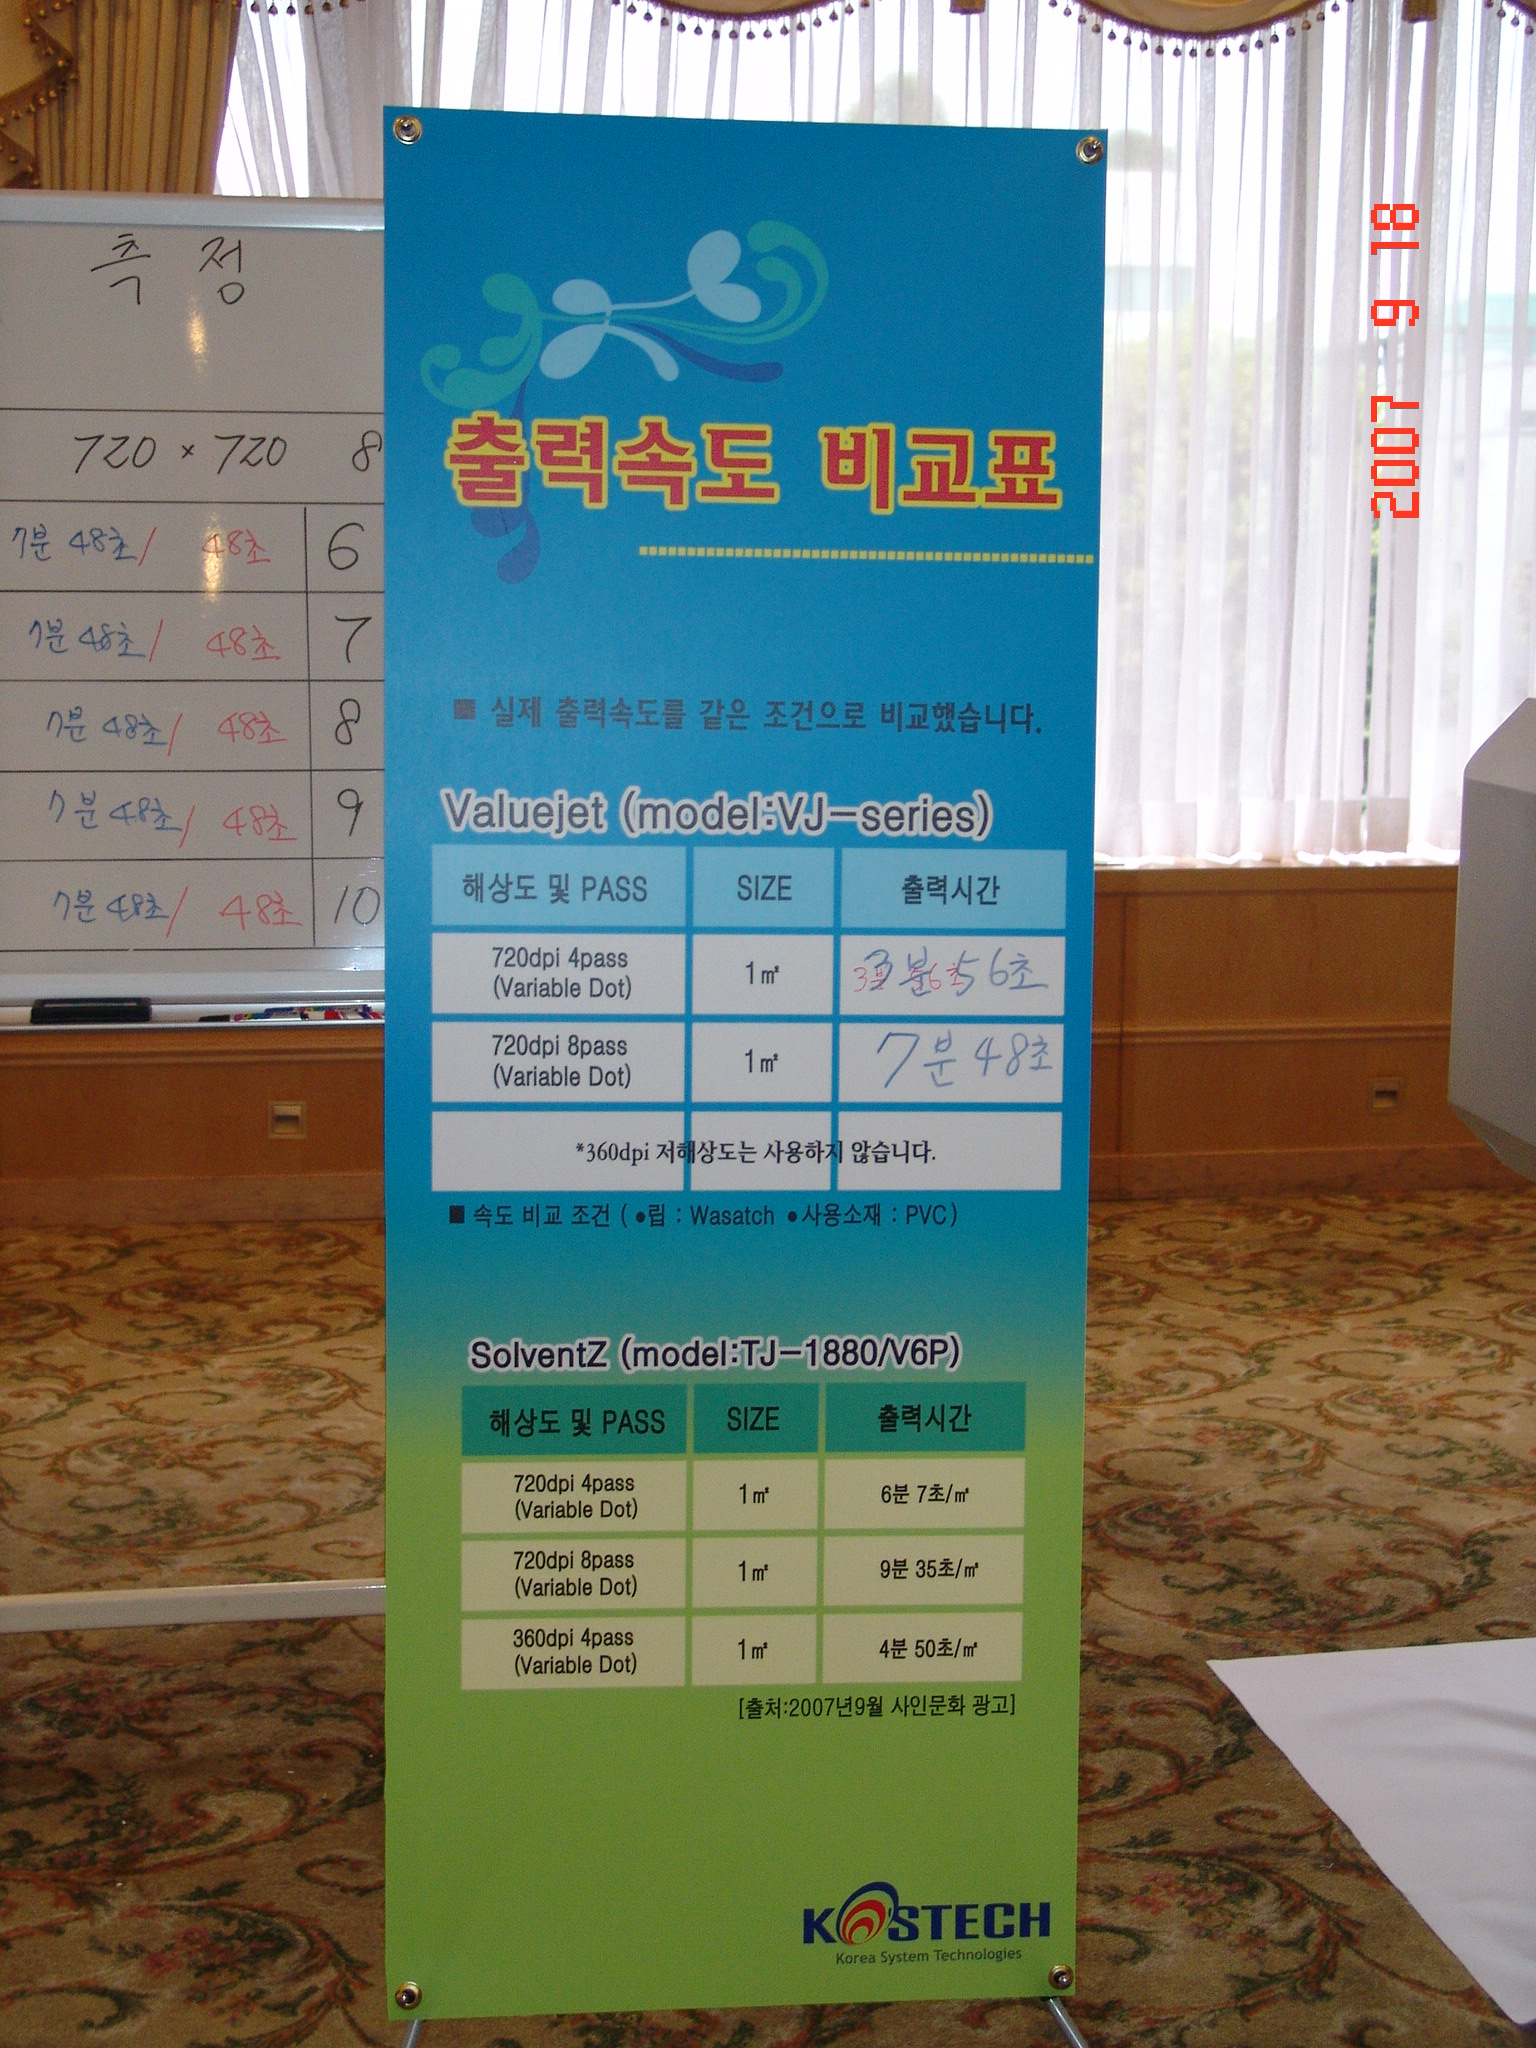 측 정
720 × 720 8
7분 48초/ 48초 6
7분 48초/ 48초 7
7분 48초/ 48초 8
7분 48초/ 48초 9
7분 48초/ 48초 10
출력속도 비교표
■ 실제 출력속도를 같은 조건으로 비교했습니다.
Valuejet (model:VJ-series)
해상도 및 PASS SIZE 출력시간
720dpi 4pass
(Variable Dot)
1㎡
3분 56초
720dpi 8pass
(Variable Dot)
1㎡
7분 48초
*360dpi 저해상도는 사용하지 않습니다.
■ 속도 비교 조건 ( ●립 : Wasatch ●사용소재 : PVC)
SolventZ (model:TJ-1880/V6P)
해상도 및 PASS SIZE 출력시간
720dpi 4pass
(Variable Dot)
1㎡
6분 7초/㎡
720dpi 8pass
(Variable Dot)
1㎡
9분 35초/㎡
360dpi 4pass
(Variable Dot)
1㎡
4분 50초/㎡
[출처:2007년9월 사인문화 광고]
KOSTECH
Korea System Technologies
2007 9 18